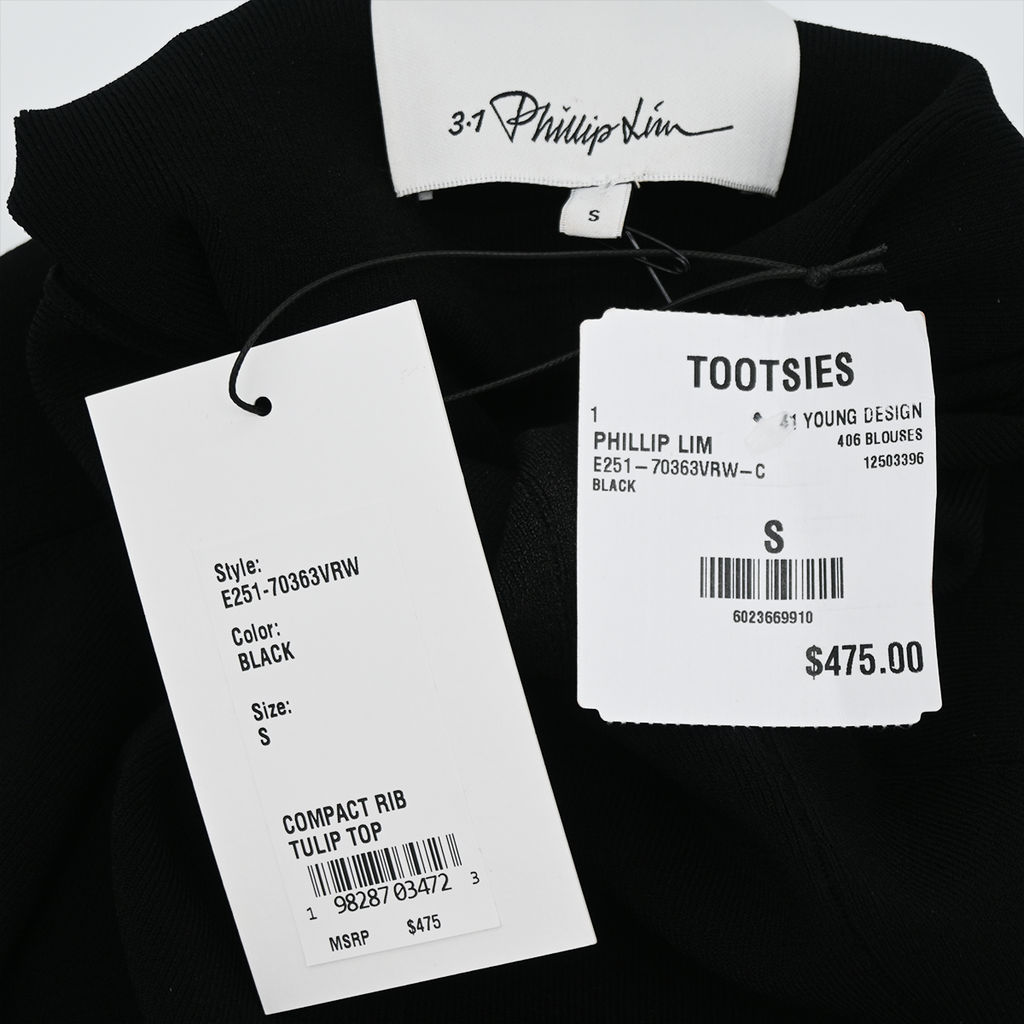 3.1 Phillip Lim
S
TOOTSIES
1
41 YOUNG DESIGN
PHILLIP LIM
406 BLOUSES
E251-70363VRW-C
12503396
BLACK
S
6023669910
$475.00
Style:
E251-70363VRW
Color:
BLACK
Size:
S
COMPACT RIB
TULIP TOP
1 98287 03472 3
MSRP $475